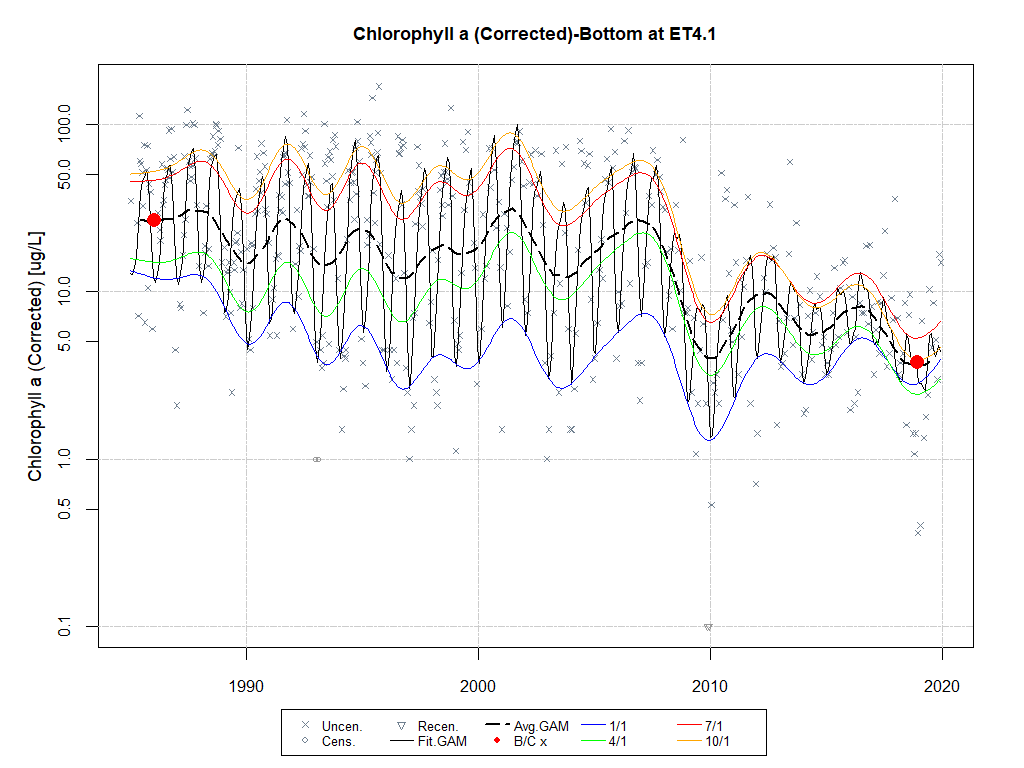 Chlorophyll a (Corrected)-Bottom at ET4.1
Chlorophyll a (Corrected) [ug/L]
100.0
50.0
10.0
5.0
1.0
0.5
0.1
1990 2000 2010 2020
Uncen. Recen. Avg.GAM 1/1 7/1
Cens. Fit.GAM B/C x 4/1 10/1